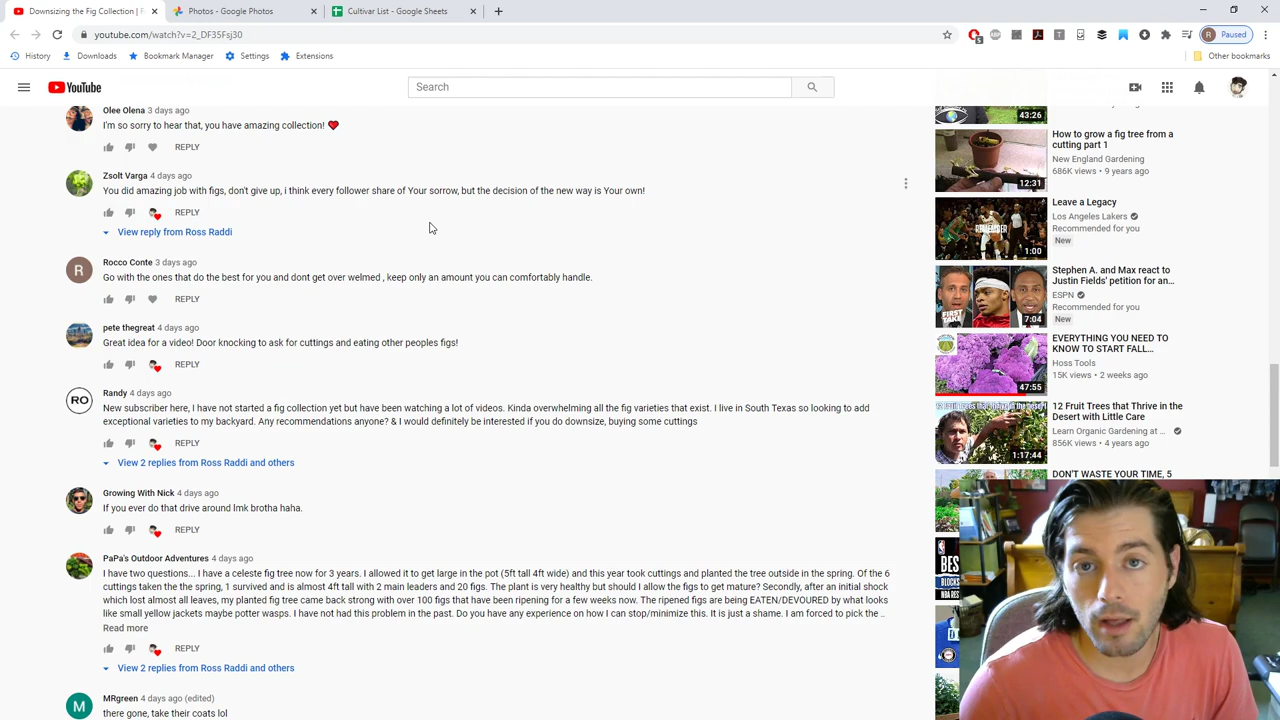 Downsizing the Fig Collection |
Photos - Google Photos
Cultivar List - Google Sheets
youtube.com/watch?v=2_DF35Fsj30
Paused
History
Downloads
Bookmark Manager
Settings
Extensions
Other bookmarks
YouTube
Search
Olee Olena 3 days ago
I'm so sorry to hear that, you have amazing collection!
REPLY
Zsolt Varga 4 days ago
You did amazing job with figs, don't give up, i think every follower share of Your sorrow, but the decision of the new way is Your own!
REPLY
View reply from Ross Raddi
Rocco Conte 3 days ago
Go with the ones that do the best for you and dont get over welmed , keep only an amount you can comfortably handle.
REPLY
pete thegreat 4 days ago
Great idea for a video! Door knocking to ask for cuttings and eating other peoples figs!
REPLY
Randy 4 days ago
New subscriber here, I have not started a fig collection yet but have been watching a lot of videos. Kinda overwhelming all the fig varieties that exist. I live in South Texas so looking to add
exceptional varieties to my backyard. Any recommendations anyone? & I would definitely be interested if you do downsize, buying some cuttings
REPLY
View 2 replies from Ross Raddi and others
Growing With Nick 4 days ago
If you ever do that drive around lmk brotha haha.
REPLY
PaPa's Outdoor Adventures 4 days ago
I have two questions... I have a celeste fig tree now for 3 years. I allowed it to get large in the pot (5ft tall 4ft wide) and this year took cuttings and planted the tree outside in the spring. Of the 6
cuttings taken the in the spring, 1 survived and is almost 4ft tall with 2 main leaders and 20 figs. The plant is very healthy but should I allow the figs to get mature? Secondly, after an initial shock
which lost almost all leaves, my planted fig tree came back strong with over 100 figs that have been ripening for a few weeks now. The ripened figs are being EATEN/DEVOURED by what looks
like small yellow jackets maybe potter wasps. I have not had this problem in the past. Do you have any experience on how I can stop/minimize this. It is just a shame. I am forced to pick the ..
Read more
REPLY
View 2 replies from Ross Raddi and others
MRgreen 4 days ago (edited)
there gone, take their coats lol
43:26
How to grow a fig tree from a
cutting part 1
New England Gardening
686K views • 9 years ago
12:31
Leave a Legacy
Los Angeles Lakers
Recommended for you
New
1:00
Stephen A. and Max react to
Justin Fields' petition for an...
ESPN
Recommended for you
New
FIRST
TAKE
7:04
EVERYTHING YOU NEED TO
KNOW TO START FALL...
Hoss Tools
15K views • 2 weeks ago
47:55
12 Fruit Trees that Thrive in the
Desert with Little Care
Learn Organic Gardening at ...
856K views • 4 years ago
1:17:44
DON'T WASTE YOUR TIME, 5